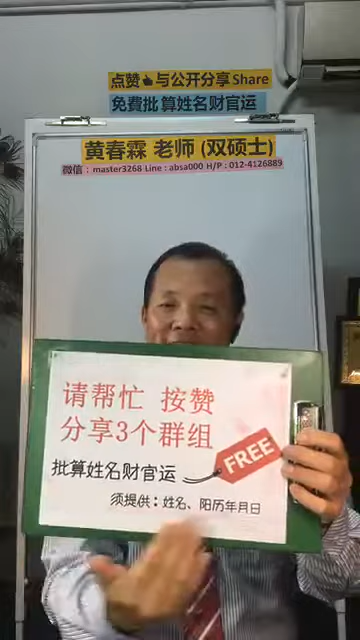 点赞👍与公开分享Share
免费批算姓名财官运
黄春霖 老师 (双硕士)
微信：master3268 Line：absa000 H/P：012-4126889
请帮忙 按赞
分享3个群组
FREE
批算姓名财官运
须提供：姓名、阳历年月日